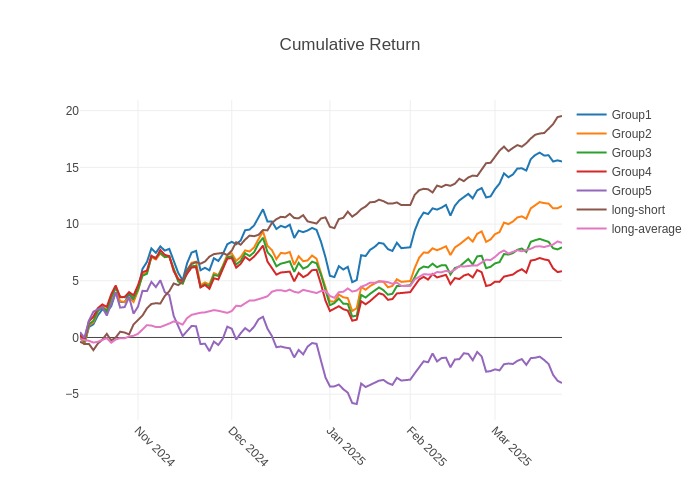 Cumulative Return
20
15
10
5
0
−5
Nov 2024
Dec 2024
Jan 2025
Feb 2025
Mar 2025
Group1
Group2
Group3
Group4
Group5
long-short
long-average